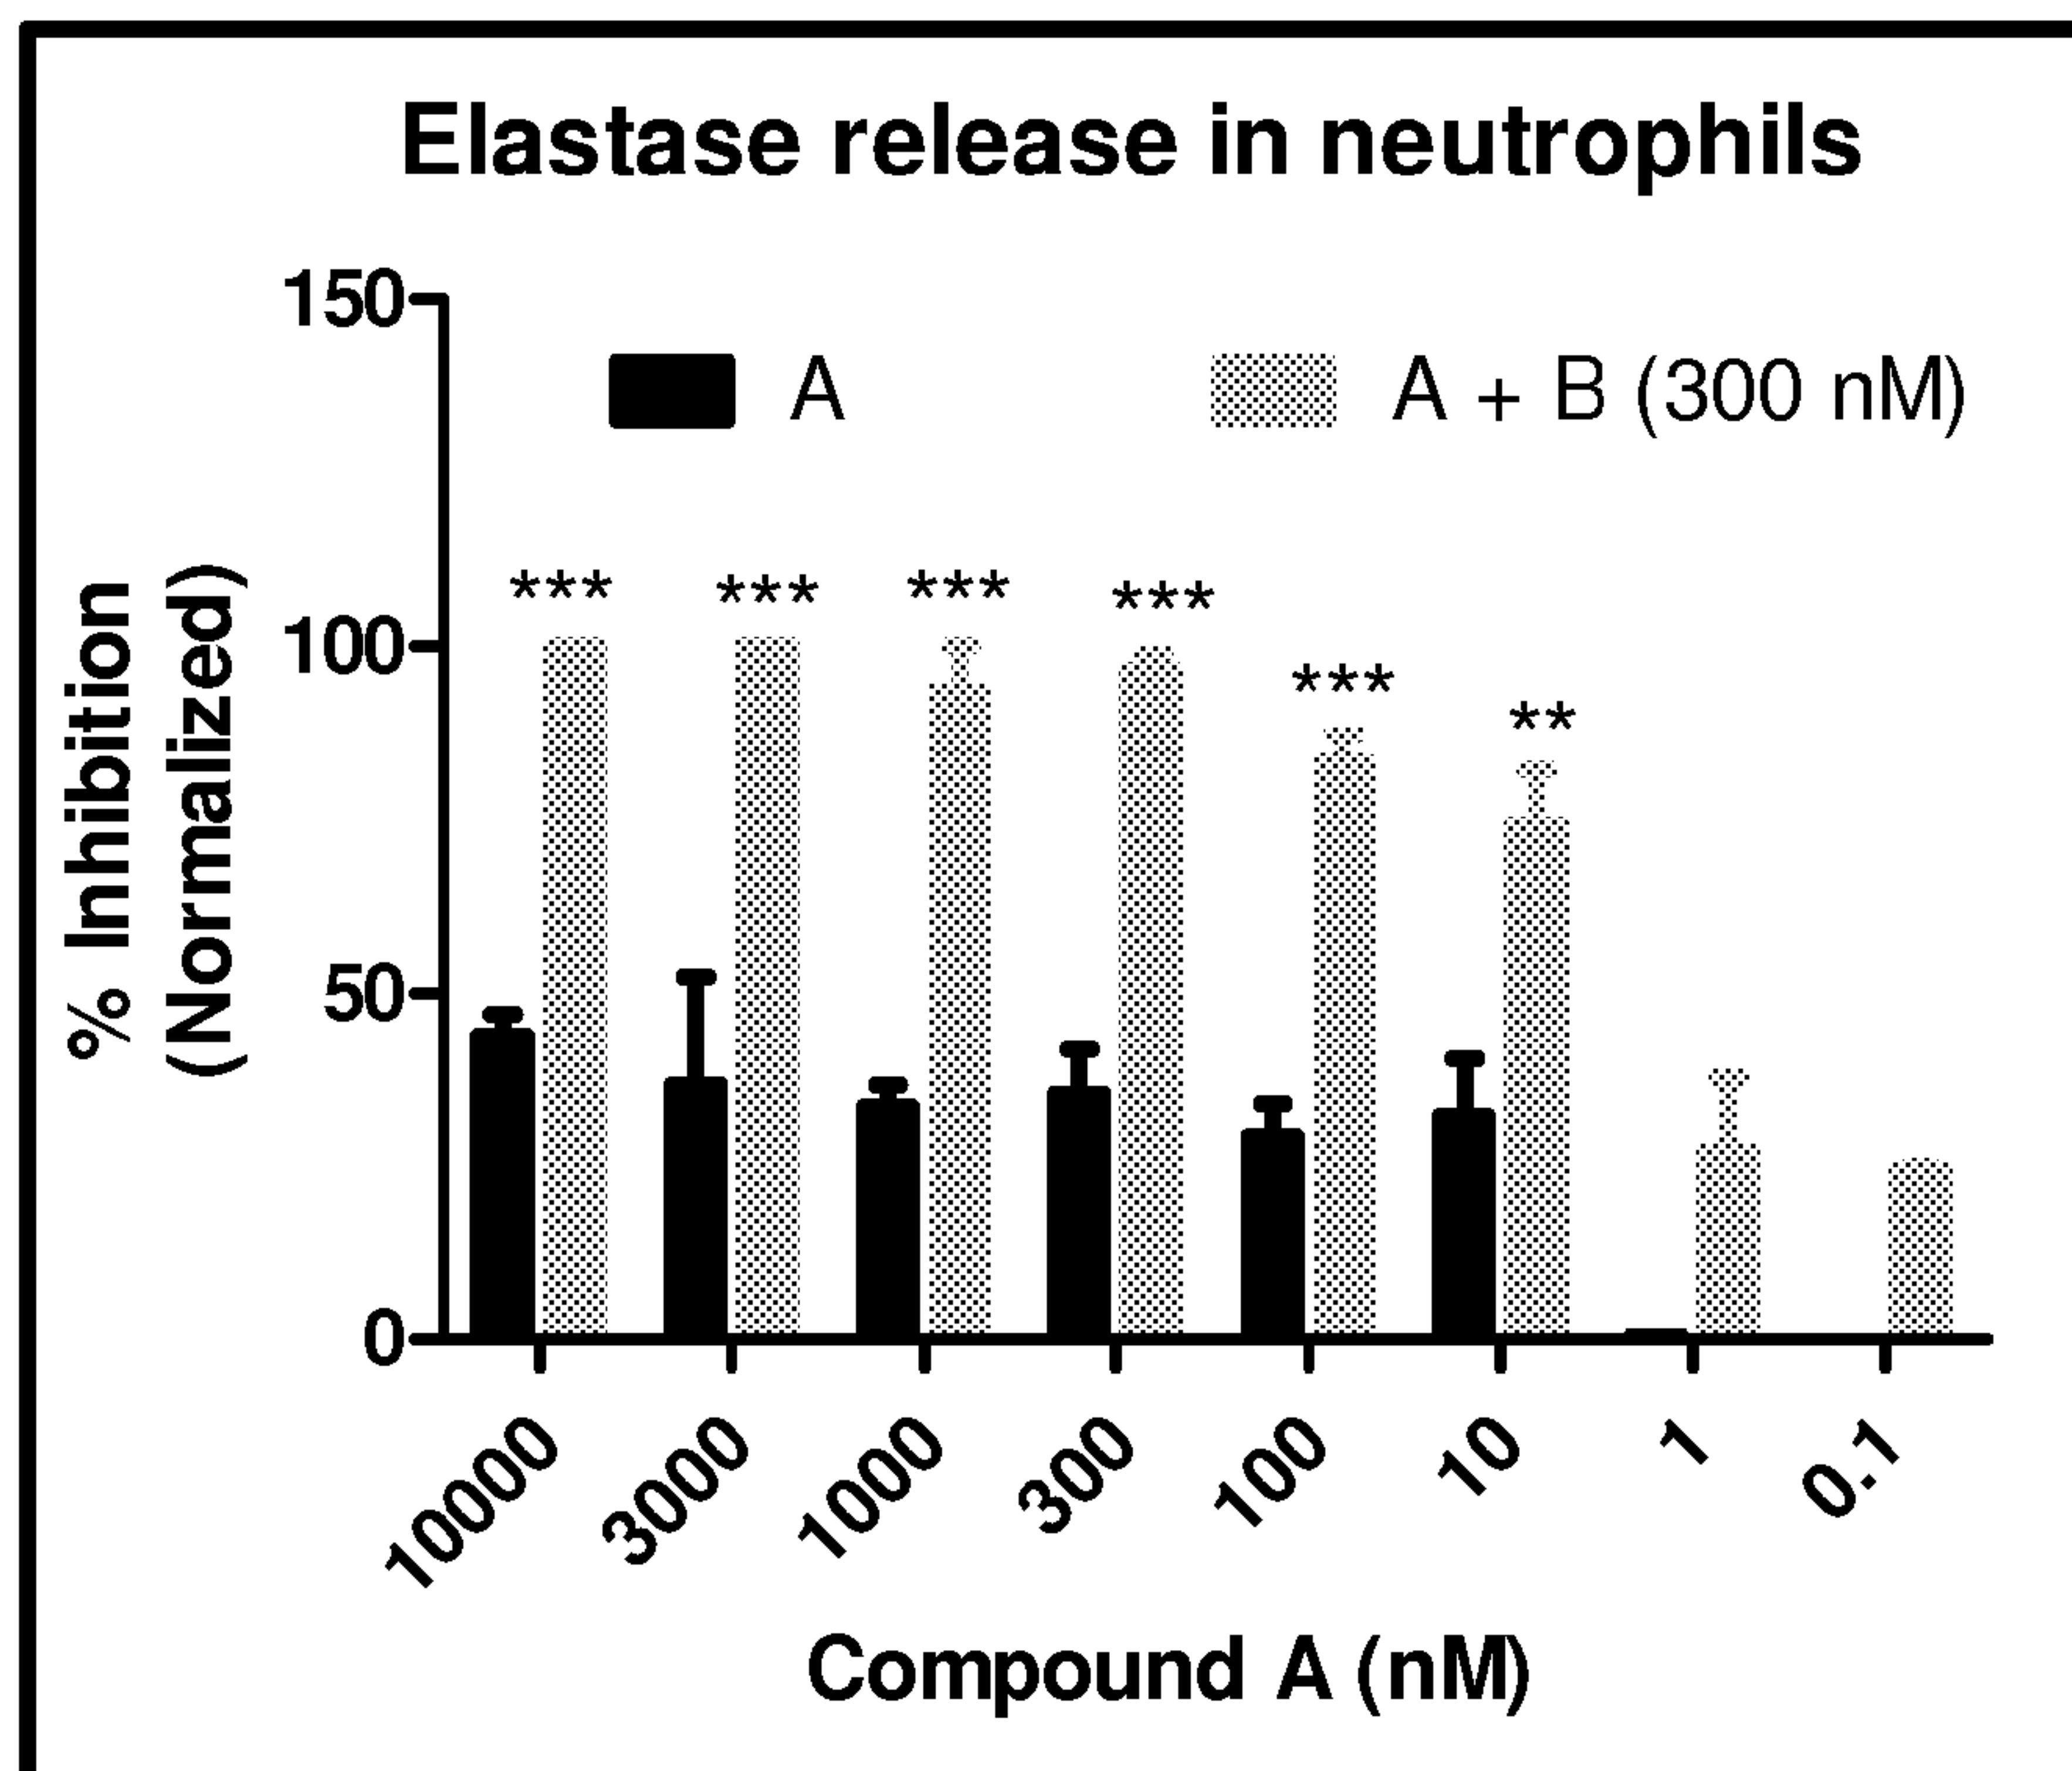 Elastase release in neutrophils
150
A
A + B (300 nM)
*** *** *** *** *** **
100
50
0
% Inhibition
(Normalized)
10000 3000 1000 300 100 10 1 0.1
Compound A (nM)